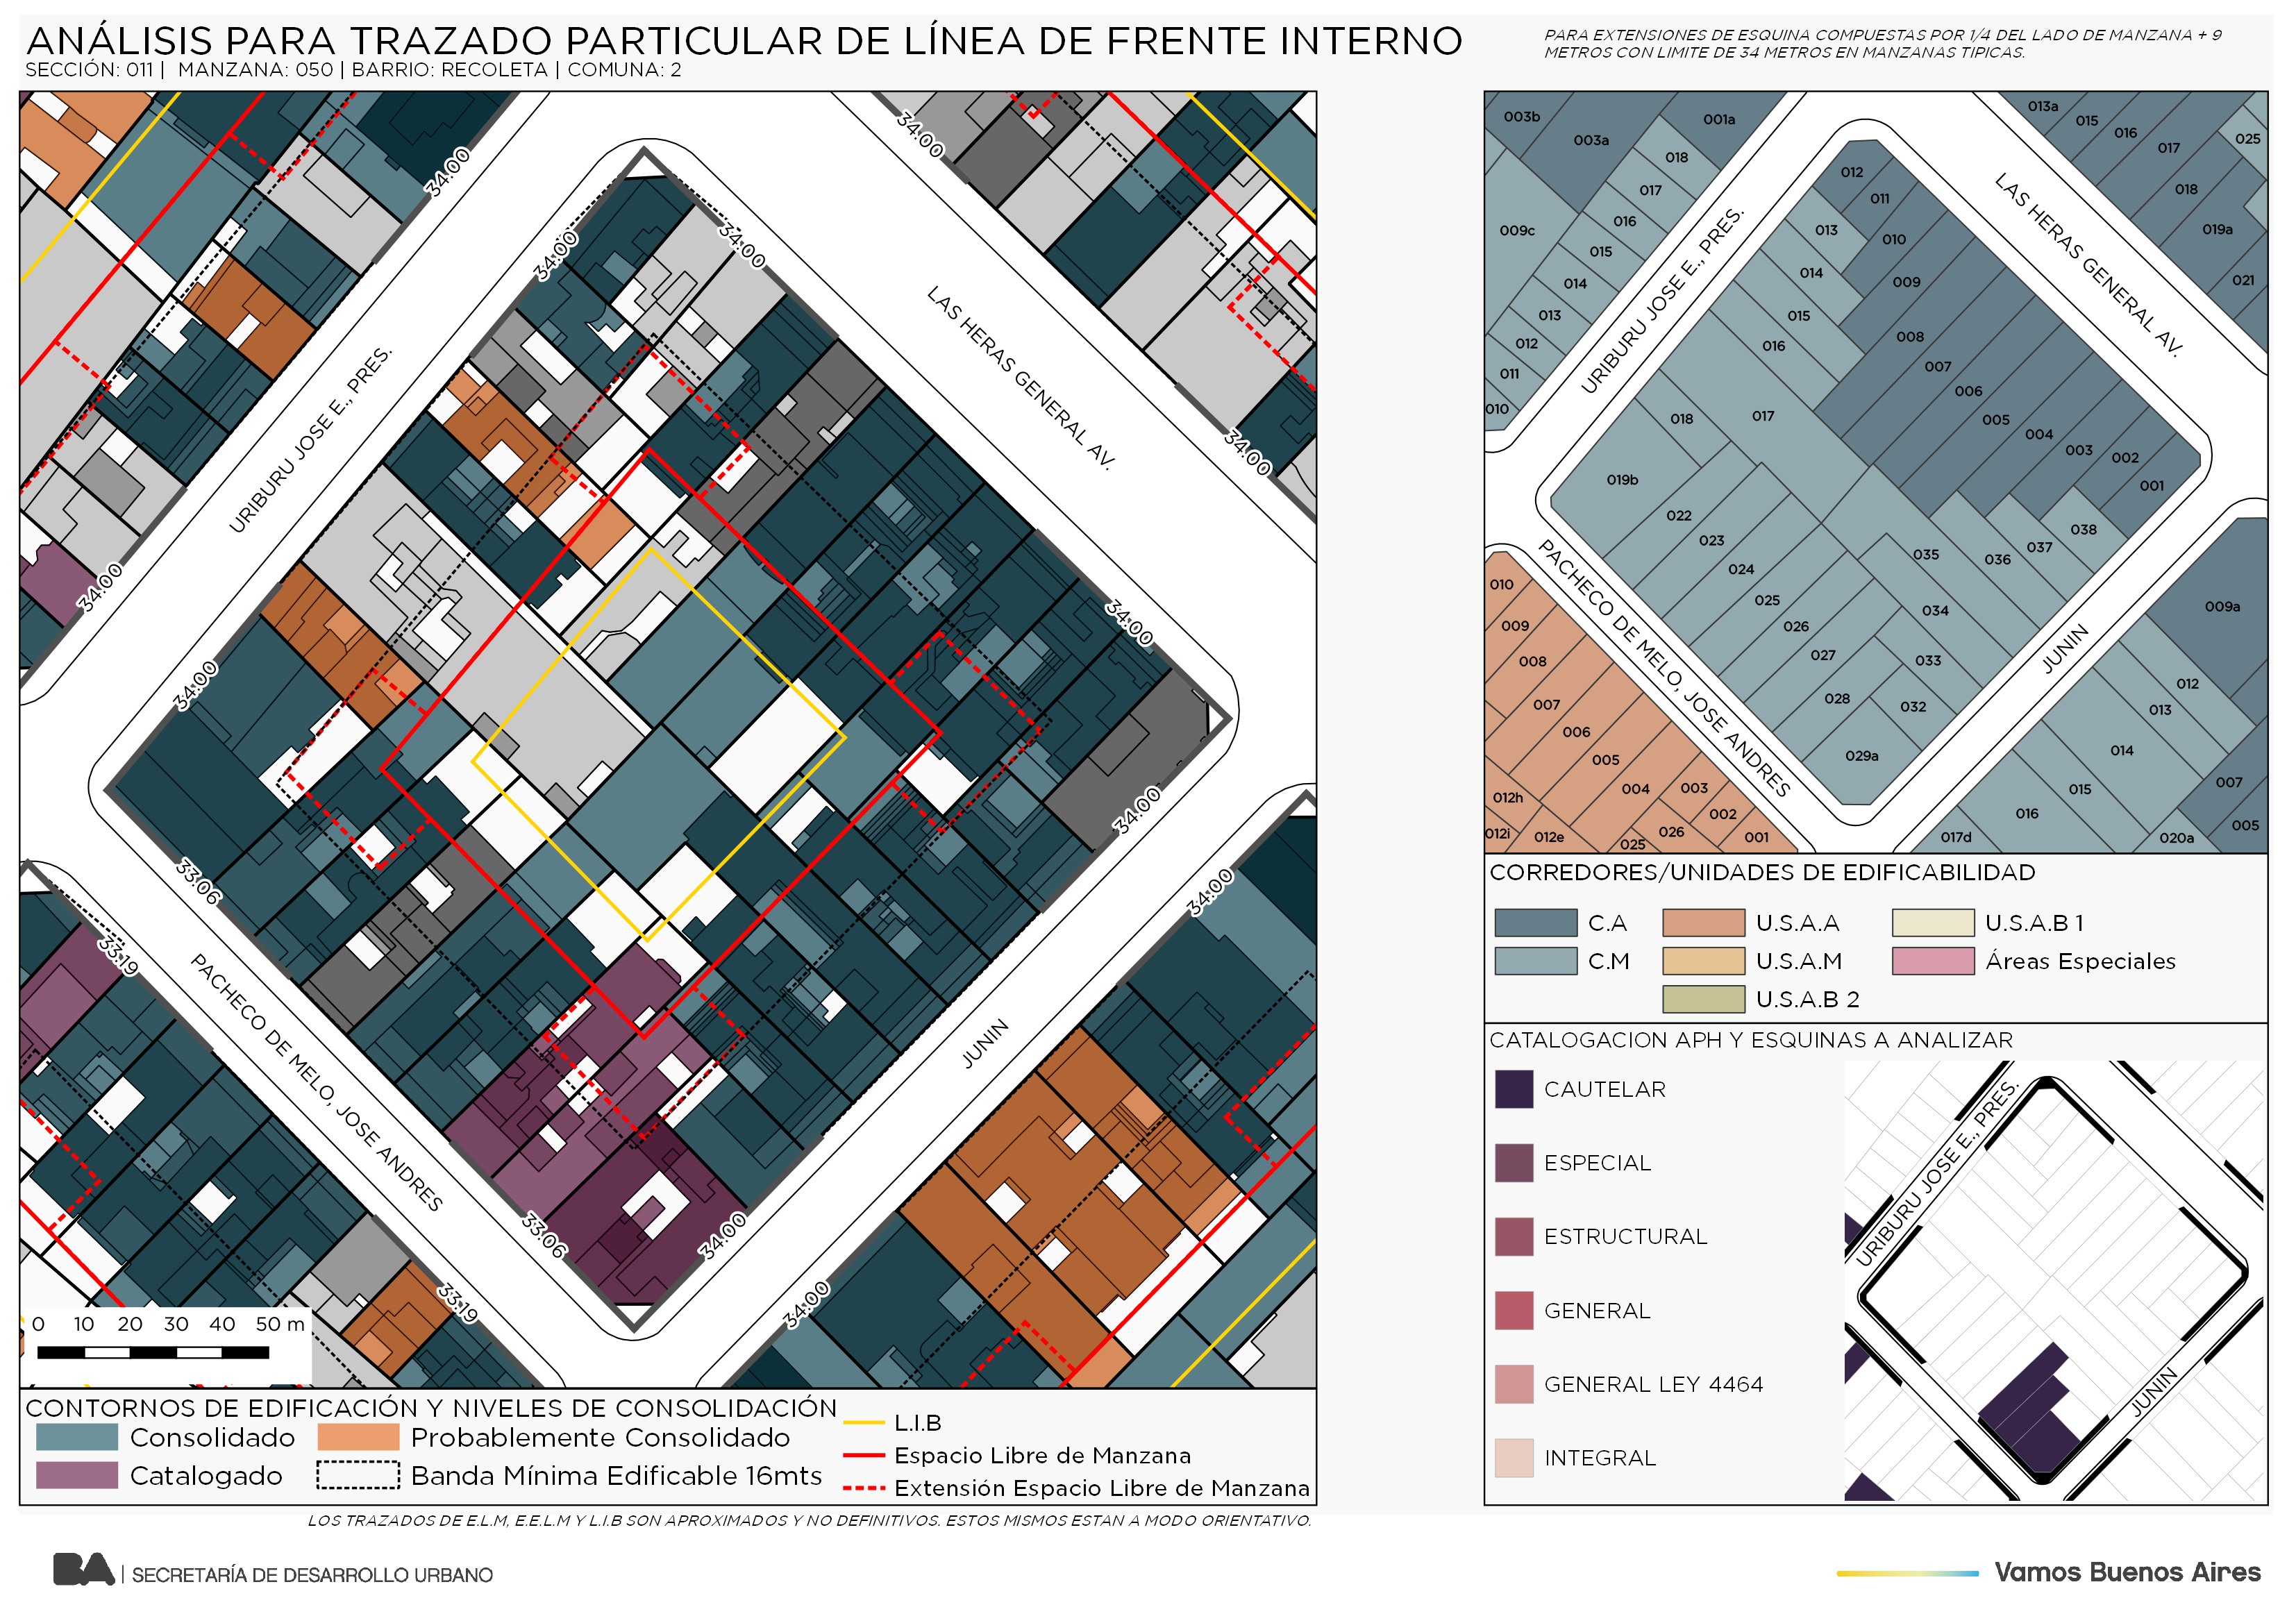 ANÁLISIS PARA TRAZADO PARTICULAR DE LÍNEA DE FRENTE INTERNO
SECCIÓN: 011 | MANZANA: 050 | BARRIO: RECOLETA | COMUNA: 2
PARA EXTENSIONES DE ESQUINA COMPUESTAS POR 1/4 DEL LADO DE MANZANA + 9
METROS CON LIMITE DE 34 METROS EN MANZANAS TIPICAS.
34.00
34.00
34.00
34.00
34.00
34.00
34.00
34.00
34.00
34.00
33.06
33.19
34.00
33.06
34.00
34.00
33.19
URIBURU JOSE E., PRES.
LAS HERAS GENERAL AV.
PACHECO DE MELO, JOSE ANDRES
JUNIN
0 10 20 30 40 50 m
CONTORNOS DE EDIFICACIÓN Y NIVELES DE CONSOLIDACIÓN
Consolidado
Probablemente Consolidado
Catalogado
Banda Mínima Edificable 16mts
L.I.B
Espacio Libre de Manzana
Extensión Espacio Libre de Manzana
LOS TRAZADOS DE E.L.M, E.E.L.M Y L.I.B SON APROXIMADOS Y NO DEFINITIVOS. ESTOS MISMOS ESTAN A MODO ORIENTATIVO.
003b
003a
001a
018
017
016
009c
015
014
013
012
011
010
013a
015
016
017
025
018
019a
021
URIBURU JOSE E., PRES.
LAS HERAS GENERAL AV.
012
011
010
013
009
014
015
008
016
007
006
017
005
018
004
003
002
001
019b
022
023
024
025
026
027
028
029a
038
037
036
035
034
033
032
PACHECO DE MELO, JOSE ANDRES
JUNIN
010
009
008
007
006
005
004
003
002
001
012h
012i
012e
025
026
009a
012
013
014
015
016
007
005
017d
020a
CORREDORES/UNIDADES DE EDIFICABILIDAD
C.A
U.S.A.A
U.S.A.B 1
C.M
U.S.A.M
Áreas Especiales
U.S.A.B 2
CATALOGACION APH Y ESQUINAS A ANALIZAR
CAUTELAR
ESPECIAL
ESTRUCTURAL
GENERAL
GENERAL LEY 4464
INTEGRAL
URIBURU JOSE E., PRES.
JUNIN
BA | SECRETARÍA DE DESARROLLO URBANO
Vamos Buenos Aires